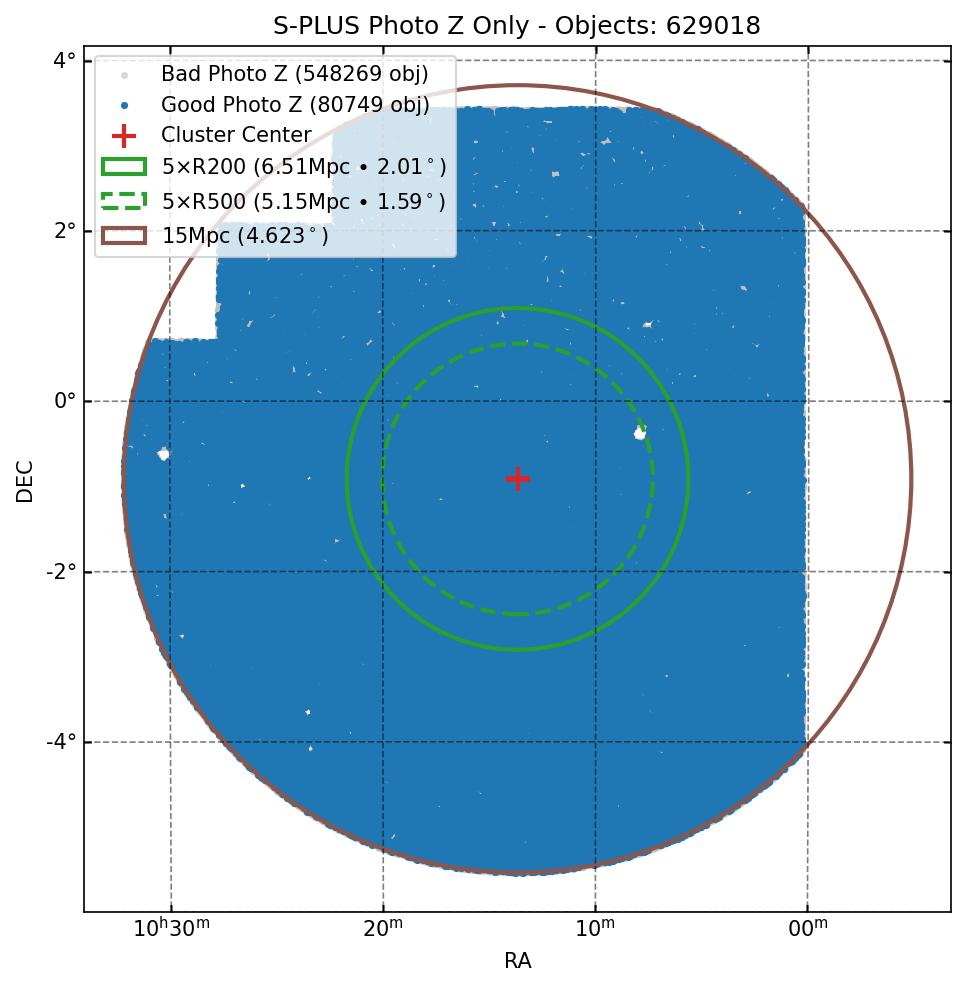 S-PLUS Photo Z Only - Objects: 629018
Bad Photo Z (548269 obj)
Good Photo Z (80749 obj)
Cluster Center
5×R200 (6.51Mpc • 2.01°)
5×R500 (5.15Mpc • 1.59°)
15Mpc (4.623°)
4°
2°
0°
-2°
-4°
DEC
10h30m 20m 10m 00m
RA